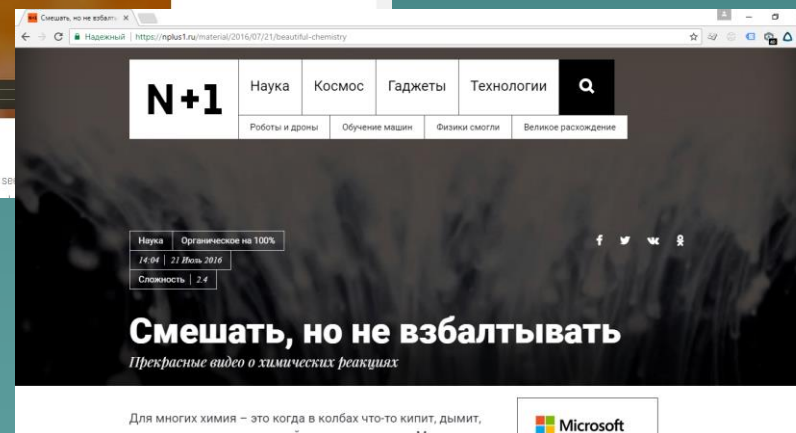 Смешать, но не взбалть
Надежный | https://nplus1.ru/material/2016/07/21/beautiful-chemistry
N+1
Наука Космос Гаджеты Технологии
Роботы и дроны Обучение машин Физики смогли Великое расхождение
Наука Органическое на 100%
14:04 21 Июль 2016
Сложность 2.4
Смешать, но не взбалтывать
Прекрасные видео о химических реакциях
Для многих химия – это когда в колбах что-то кипит, дымит,
Microsoft